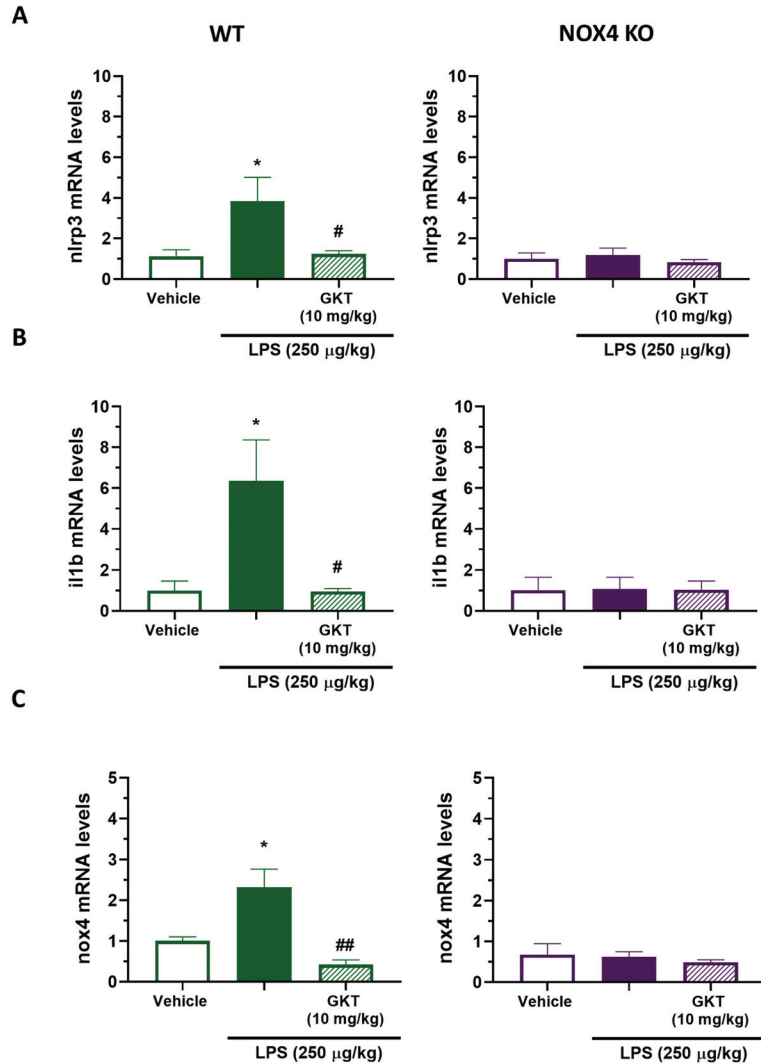 A
WT
NOX4 KO
nlrp3 mRNA levels
10
8
6
4
2
0
*
#
Vehicle
GKT
(10 mg/kg)
LPS (250 μg/kg)
nlrp3 mRNA levels
10
8
6
4
2
0
Vehicle
GKT
(10 mg/kg)
LPS (250 μg/kg)
B
il1b mRNA levels
10
8
6
4
2
0
*
#
Vehicle
GKT
(10 mg/kg)
LPS (250 μg/kg)
il1b mRNA levels
10
8
6
4
2
0
Vehicle
GKT
(10 mg/kg)
LPS (250 μg/kg)
C
nox4 mRNA levels
5
4
3
2
1
0
*
##
Vehicle
GKT
(10 mg/kg)
LPS (250 μg/kg)
nox4 mRNA levels
5
4
3
2
1
0
Vehicle
GKT
(10 mg/kg)
LPS (250 μg/kg)